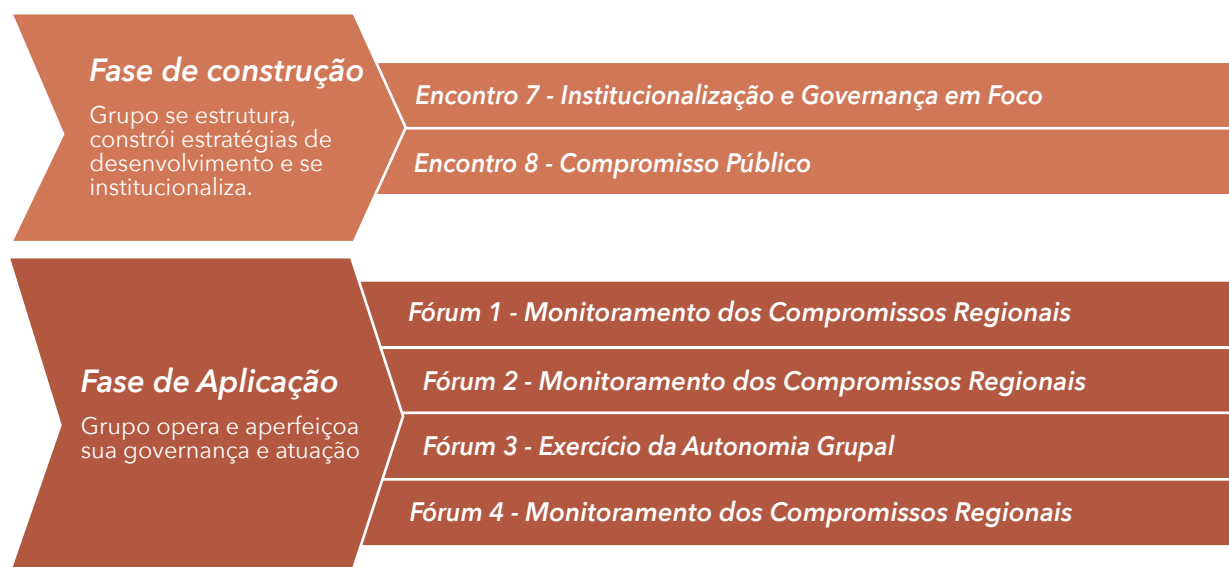 Fase de construção
Grupo se estrutura,
constrói estratégias de
desenvolvimento e se
institucionaliza.
Encontro 7 - Institucionalização e Governança em Foco
Encontro 8 - Compromisso Público
Fase de Aplicação
Grupo opera e aperfeiçoa
sua governança e atuação
Fórum 1 - Monitoramento dos Compromissos Regionais
Fórum 2 - Monitoramento dos Compromissos Regionais
Fórum 3 - Exercício da Autonomia Grupal
Fórum 4 - Monitoramento dos Compromissos Regionais